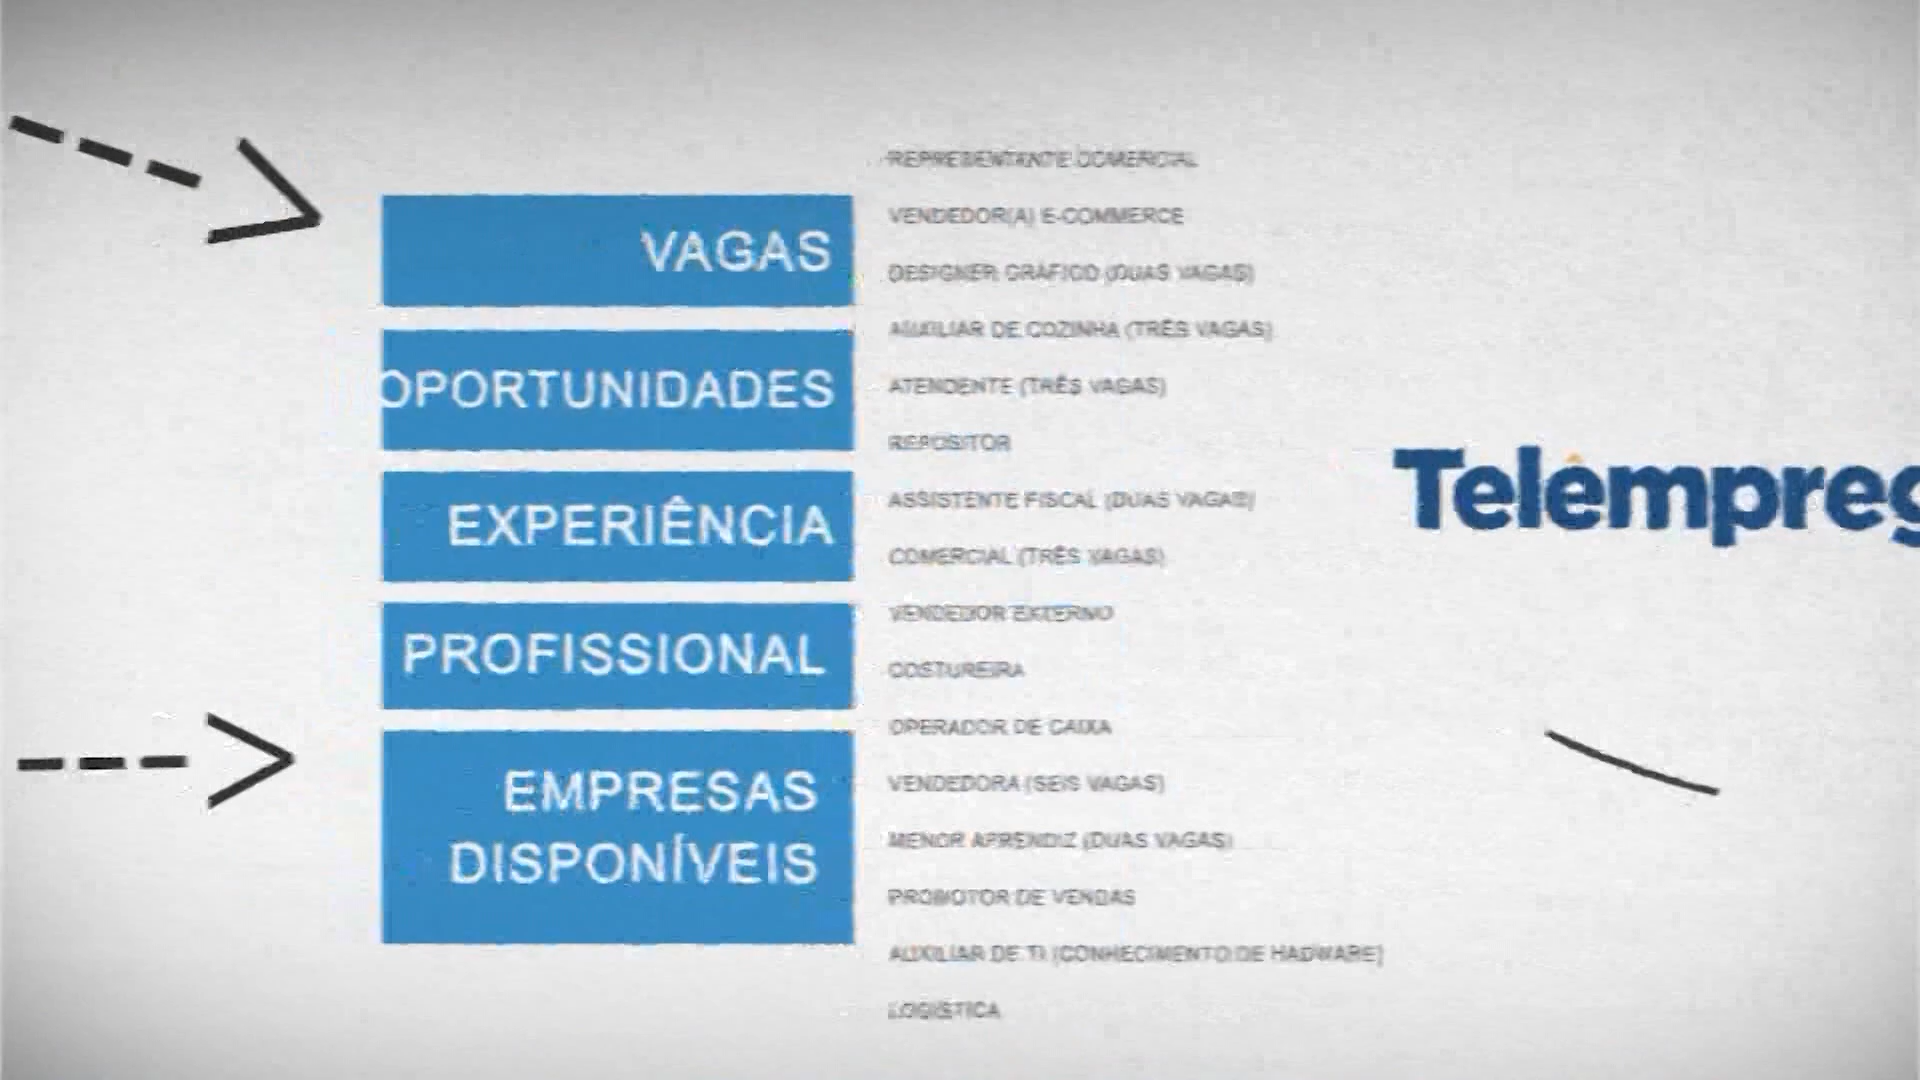 VAGAS
OPORTUNIDADES
EXPERIÊNCIA
PROFISSIONAL
EMPRESAS
DISPONÍVEIS
REPRESENTANTE COMERCIAL
VENDEDOR(A) E-COMMERCE
DESIGNER GRÁFICO (DUAS VAGAS)
AUXILIAR DE COZINHA (TRÊS VAGAS)
ATENDENTE (TRÊS VAGAS)
REPOSITOR
ASSISTENTE FISCAL (DUAS VAGAS)
COMERCIAL (TRÊS VAGAS)
VENDEDOR EXTERNO
COSTUREIRA
OPERADOR DE CAIXA
VENDEDORA (SEIS VAGAS)
MENOR APRENDIZ (DUAS VAGAS)
PROMOTOR DE VENDAS
AUXILIAR DE TI (CONHECIMENTO DE HADWARE)
LOGÍSTICA
Telêmpreg